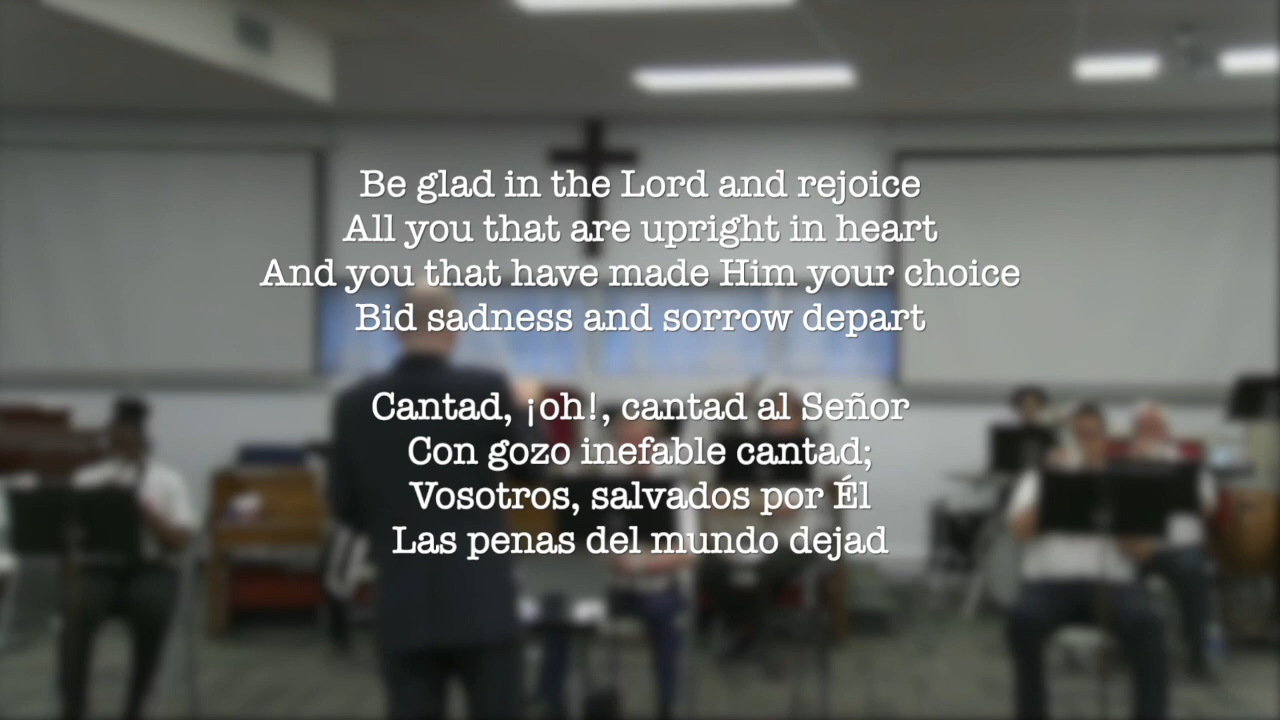 Be glad in the Lord and rejoice
All you that are upright in heart
And you that have made Him your choice
Bid sadness and sorrow depart
Cantad, ¡oh!, cantad al Señor
Con gozo inefable cantad;
Vosotros, salvados por Él
Las penas del mundo dejad